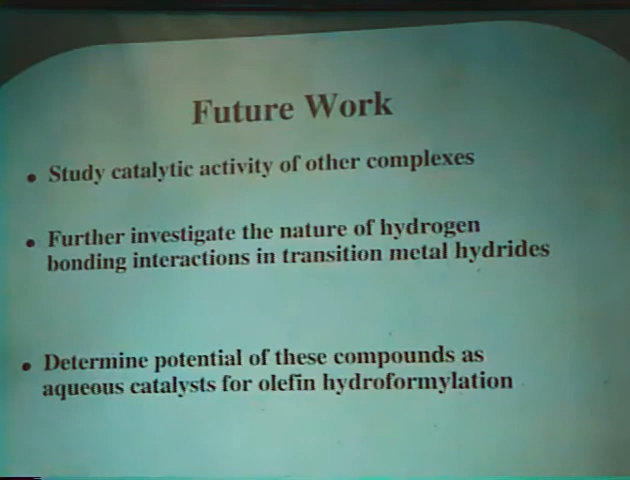 Future Work
• Study catalytic activity of other complexes
• Further investigate the nature of hydrogen
bonding interactions in transition metal hydrides
• Determine potential of these compounds as
aqueous catalysts for olefin hydroformylation